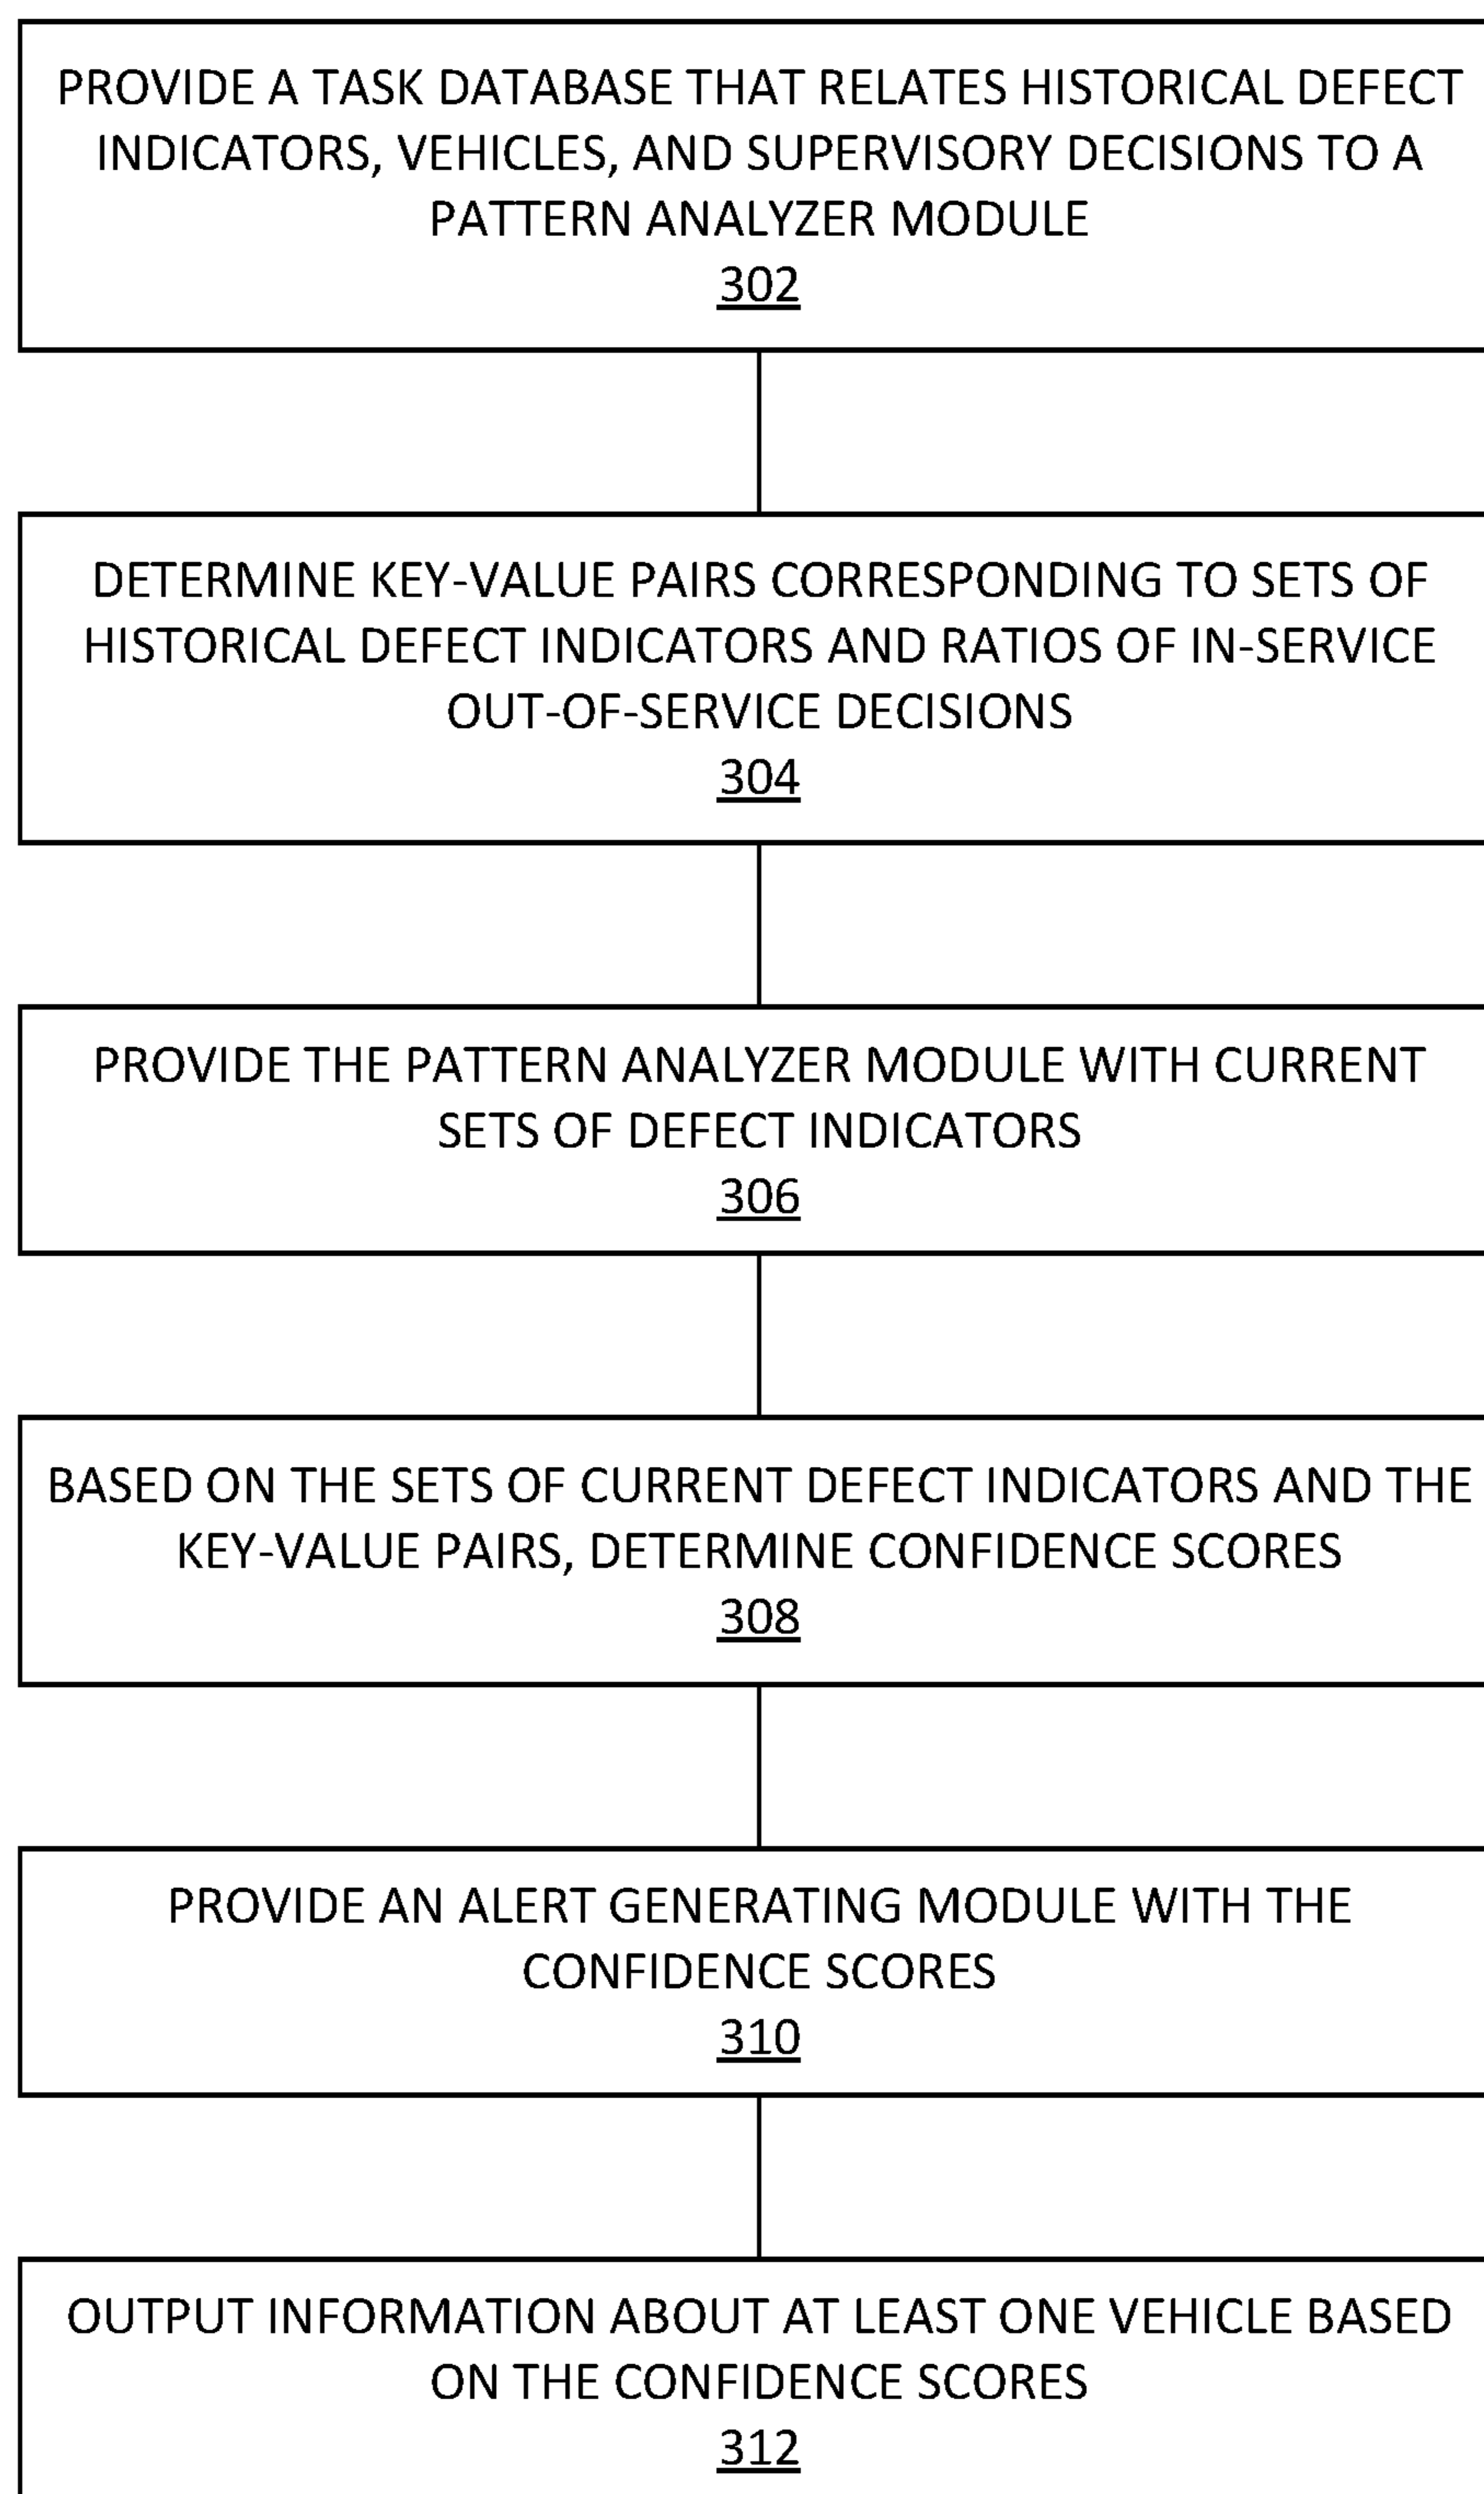 PROVIDE A TASK DATABASE THAT RELATES HISTORICAL DEFECT
INDICATORS, VEHICLES, AND SUPERVISORY DECISIONS TO A
PATTERN ANALYZER MODULE
302
DETERMINE KEY-VALUE PAIRS CORRESPONDING TO SETS OF
HISTORICAL DEFECT INDICATORS AND RATIOS OF IN-SERVICE
OUT-OF-SERVICE DECISIONS
304
PROVIDE THE PATTERN ANALYZER MODULE WITH CURRENT
SETS OF DEFECT INDICATORS
306
BASED ON THE SETS OF CURRENT DEFECT INDICATORS AND THE
KEY-VALUE PAIRS, DETERMINE CONFIDENCE SCORES
308
PROVIDE AN ALERT GENERATING MODULE WITH THE
CONFIDENCE SCORES
310
OUTPUT INFORMATION ABOUT AT LEAST ONE VEHICLE BASED
ON THE CONFIDENCE SCORES
312